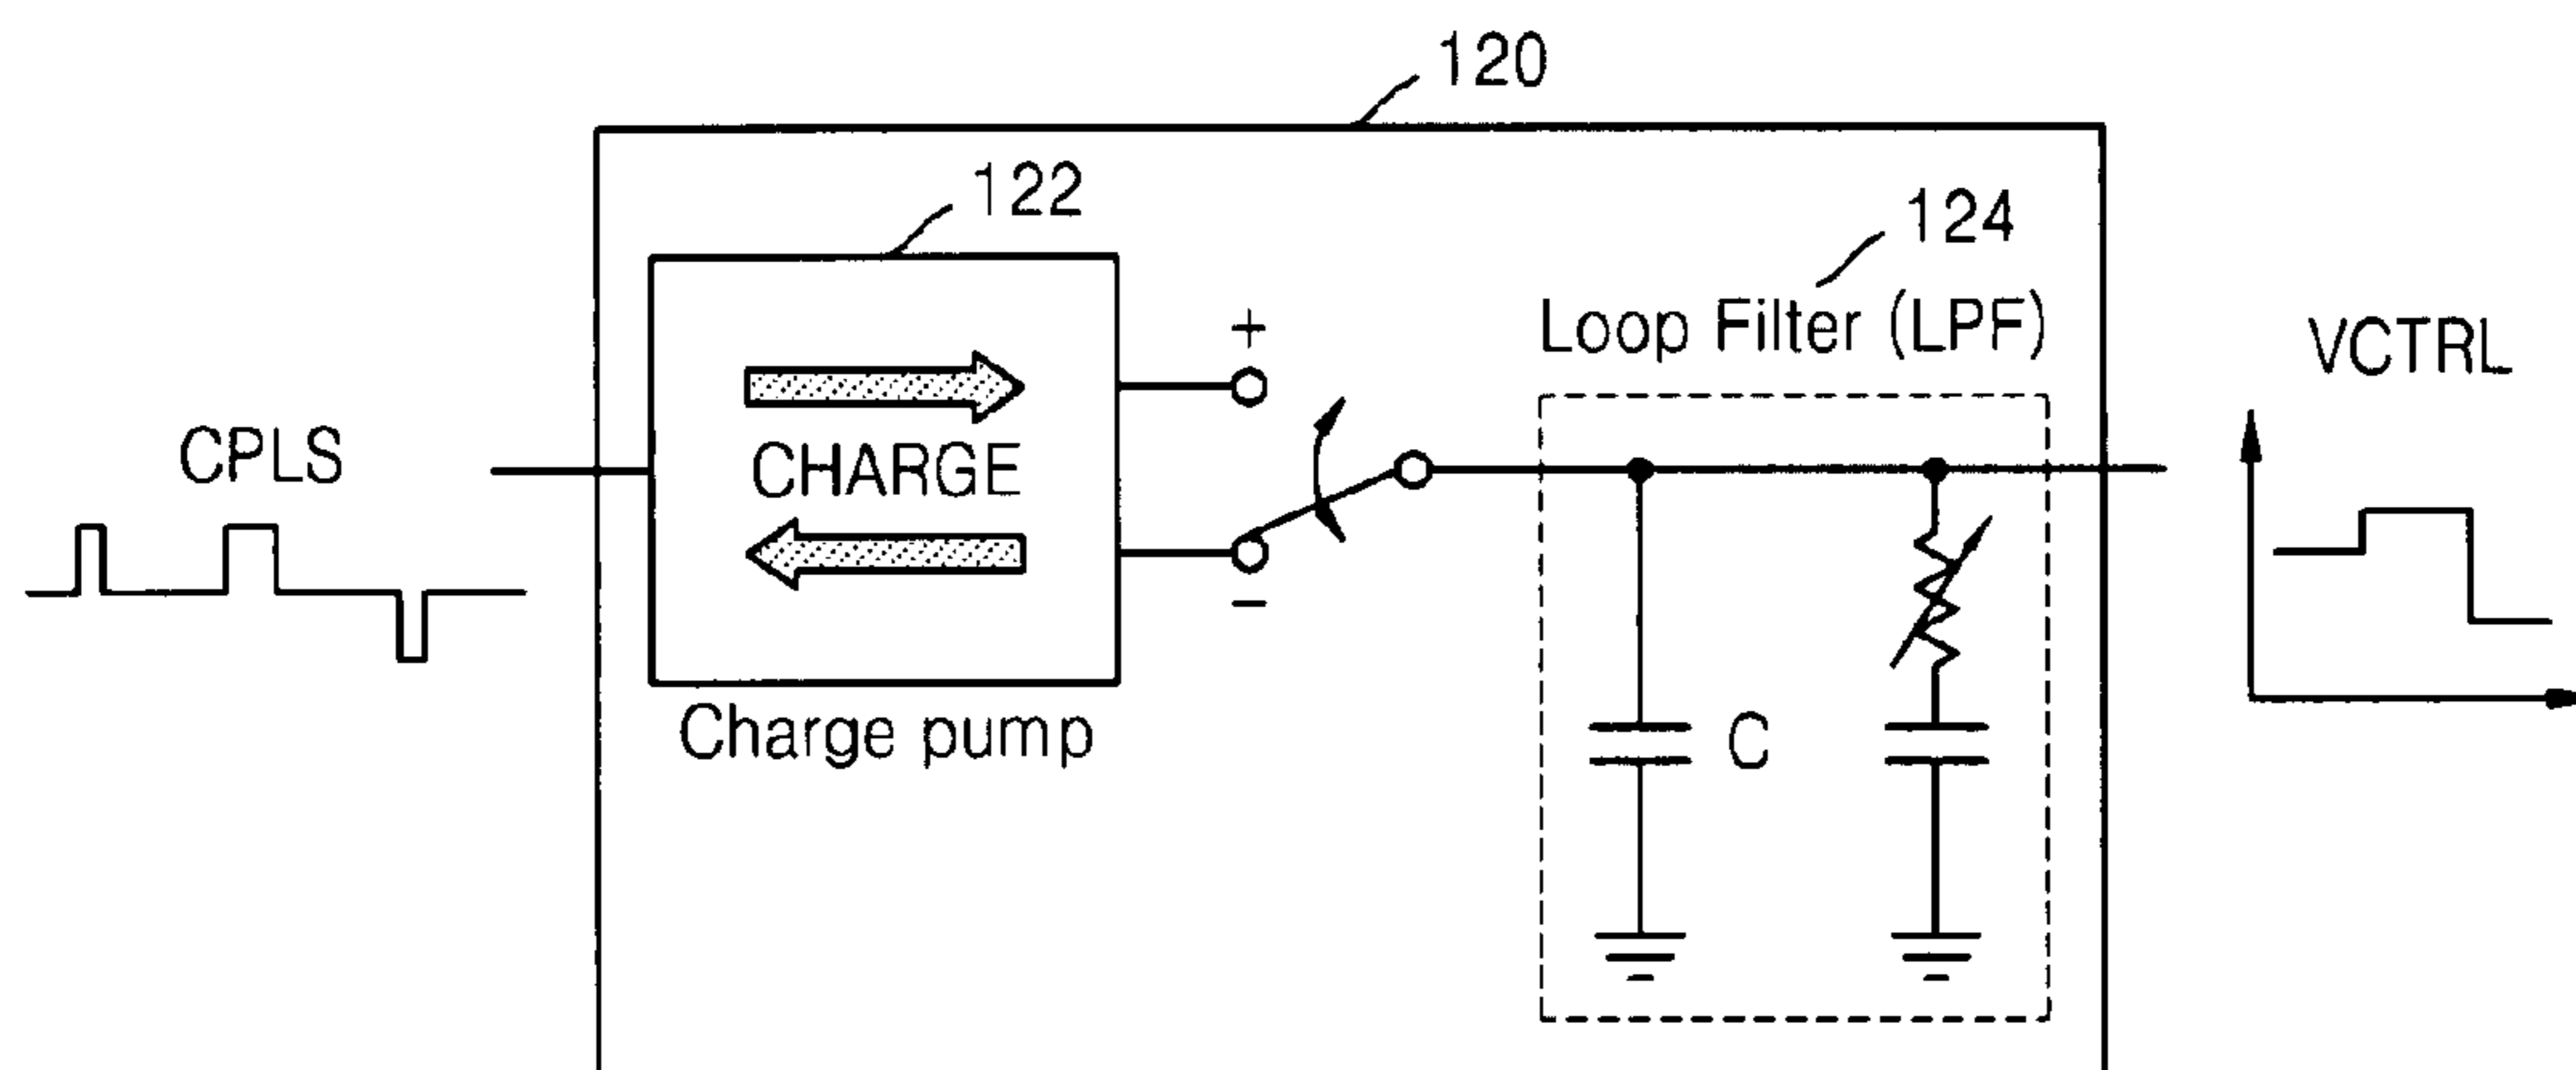 120
122
124
Loop Filter (LPF)
+
VCTRL
CPLS
CHARGE
−
Charge pump
C